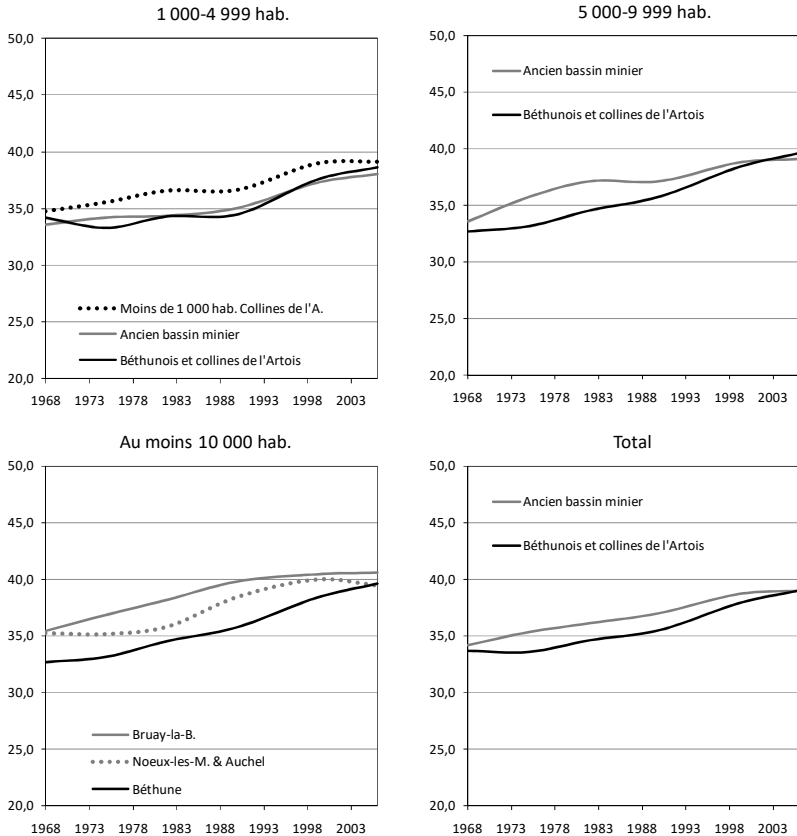 1 000-4 999 hab.
50,0
45,0
40,0
35,0
30,0
25,0
20,0
Moins de 1 000 hab. Collines de l'A.
Ancien bassin minier
Béthunois et collines de l'Artois
1968 1973 1978 1983 1988 1993 1998 2003
5 000-9 999 hab.
50,0
45,0
40,0
35,0
30,0
25,0
20,0
Ancien bassin minier
Béthunois et collines de l'Artois
1968 1973 1978 1983 1988 1993 1998 2003
Au moins 10 000 hab.
50,0
45,0
40,0
35,0
30,0
25,0
20,0
Bruay-la-B.
Noeux-les-M. & Auchel
Béthune
1968 1973 1978 1983 1988 1993 1998 2003
Total
50,0
45,0
40,0
35,0
30,0
25,0
20,0
Ancien bassin minier
Béthunois et collines de l'Artois
1968 1973 1978 1983 1988 1993 1998 2003